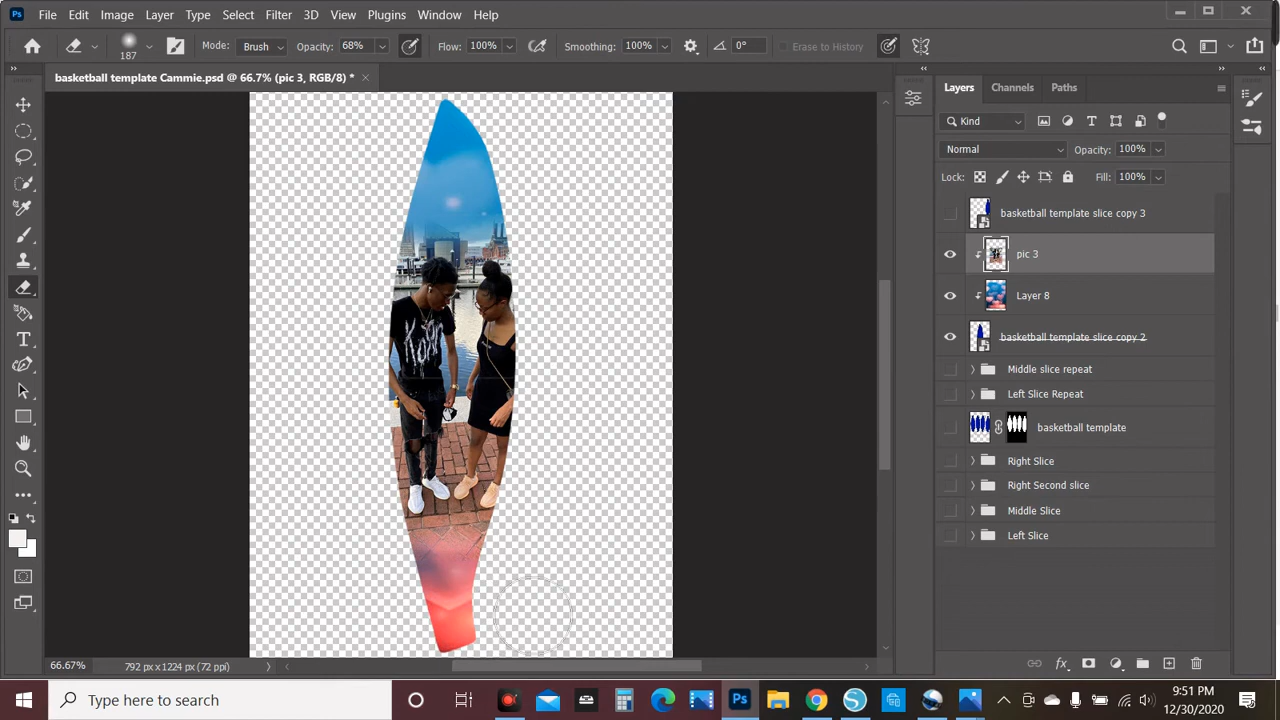 Ps File Edit Image Layer Type Select Filter 3D View Plugins Window Help
187 Mode: Brush Opacity: 68% Flow: 100% Smoothing: 100% 0° Erase to History
basketball template Cammie.psd @ 66.7% (pic 3, RGB/8) *
Layers Channels Paths
Kind
Normal Opacity: 100%
Lock: Fill: 100%
basketball template slice copy 3
pic 3
Layer 8
basketball template slice copy 2
Middle slice repeat
Left Slice Repeat
basketball template
Right Slice
Right Second slice
Middle Slice
Left Slice
66.67% 792 px x 1224 px (72 ppi)
Type here to search
Ps
9:51 PM
12/30/2020